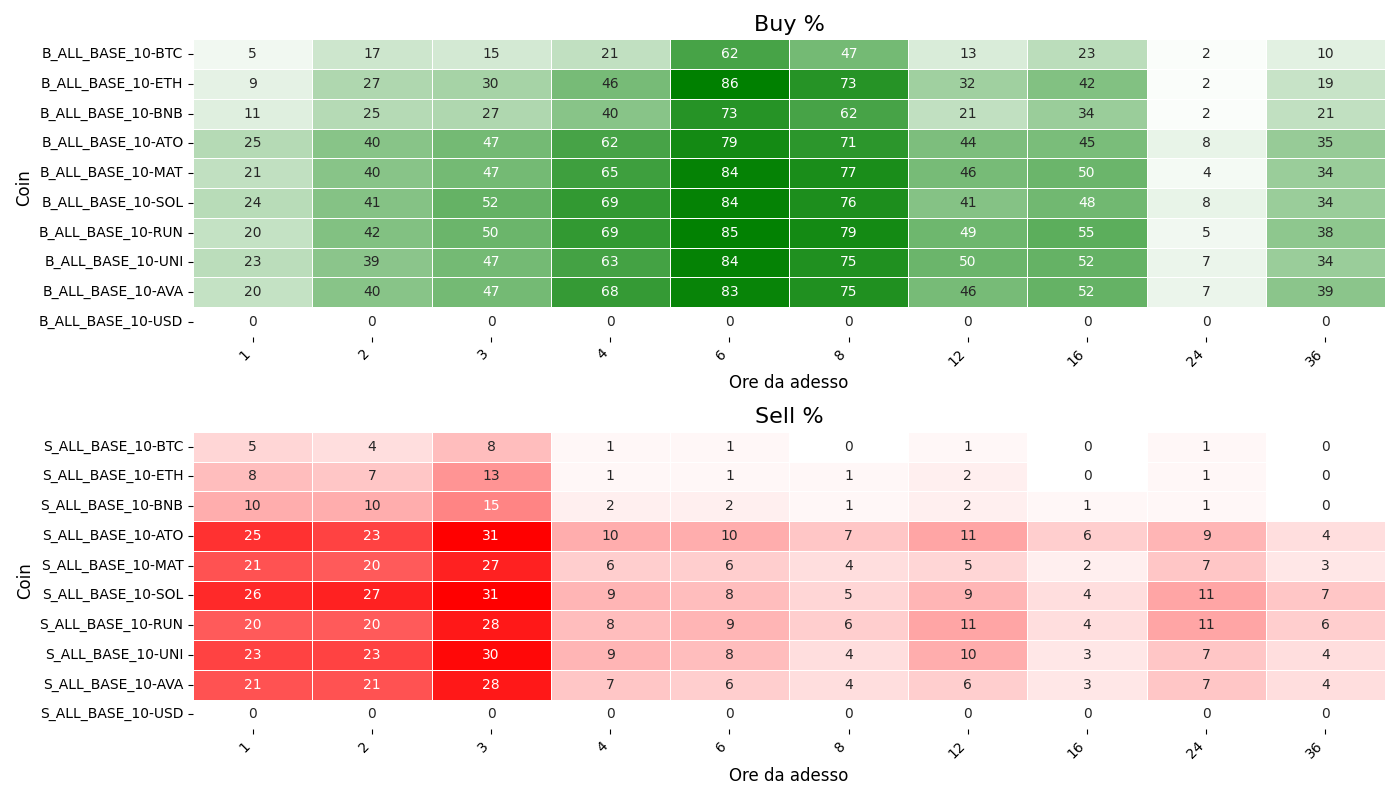 Buy %
B_ALL_BASE_10-BTC 5 17 15 21 62 47 13 23 2 10
B_ALL_BASE_10-ETH 9 27 30 46 86 73 32 42 2 19
B_ALL_BASE_10-BNB 11 25 27 40 73 62 21 34 2 21
B_ALL_BASE_10-ATO 25 40 47 62 79 71 44 45 8 35
B_ALL_BASE_10-MAT 21 40 47 65 84 77 46 50 4 34
B_ALL_BASE_10-SOL 24 41 52 69 84 76 41 48 8 34
B_ALL_BASE_10-RUN 20 42 50 69 85 79 49 55 5 38
B_ALL_BASE_10-UNI 23 39 47 63 84 75 50 52 7 34
B_ALL_BASE_10-AVA 20 40 47 68 83 75 46 52 7 39
B_ALL_BASE_10-USD 0 0 0 0 0 0 0 0 0 0
Coin
1 2 3 4 6 8 12 16 24 36
Ore da adesso
Sell %
S_ALL_BASE_10-BTC 5 4 8 1 1 0 1 0 1 0
S_ALL_BASE_10-ETH 8 7 13 1 1 1 2 0 1 0
S_ALL_BASE_10-BNB 10 10 15 2 2 1 2 1 1 0
S_ALL_BASE_10-ATO 25 23 31 10 10 7 11 6 9 4
S_ALL_BASE_10-MAT 21 20 27 6 6 4 5 2 7 3
S_ALL_BASE_10-SOL 26 27 31 9 8 5 9 4 11 7
S_ALL_BASE_10-RUN 20 20 28 8 9 6 11 4 11 6
S_ALL_BASE_10-UNI 23 23 30 9 8 4 10 3 7 4
S_ALL_BASE_10-AVA 21 21 28 7 6 4 6 3 7 4
S_ALL_BASE_10-USD 0 0 0 0 0 0 0 0 0 0
Coin
1 2 3 4 6 8 12 16 24 36
Ore da adesso